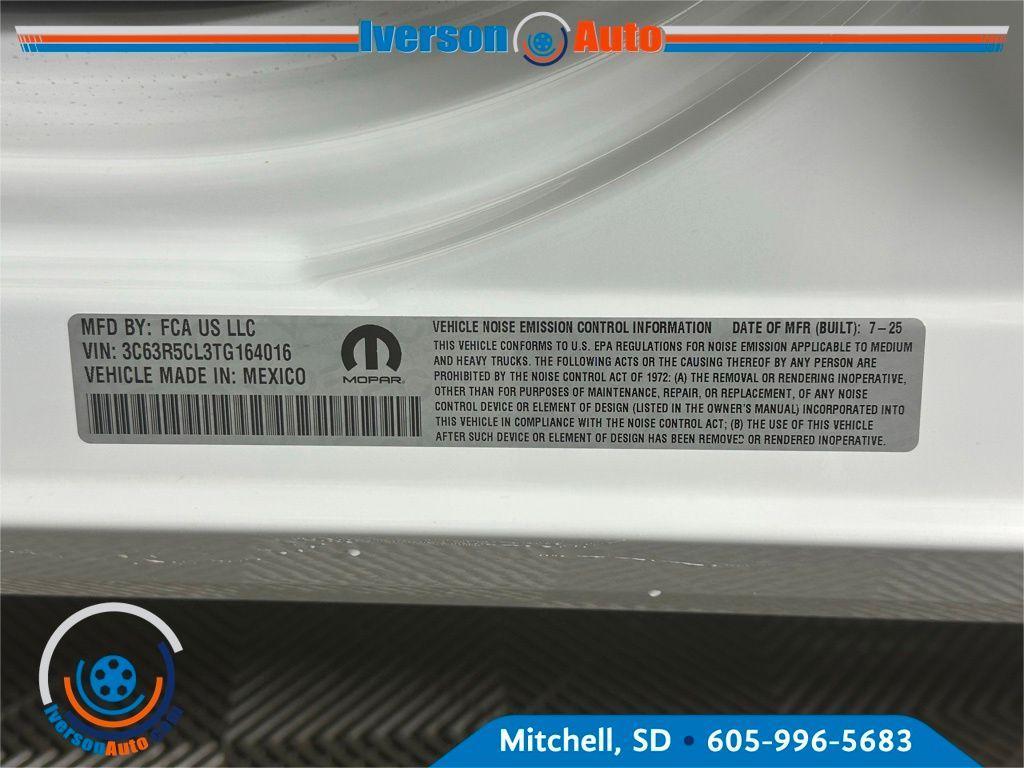 Iverson Auto
MFD BY: FCA US LLC
VIN: 3C63R5CL3TG164016
VEHICLE MADE IN: MEXICO
MOPAR
VEHICLE NOISE EMISSION CONTROL INFORMATION DATE OF MFR (BUILT): 7-25
THIS VEHICLE CONFORMS TO U.S. EPA REGULATIONS FOR NOISE EMISSION APPLICABLE TO MEDIUM
AND HEAVY TRUCKS. THE FOLLOWING ACTS OR THE CAUSING THEREOF BY ANY PERSON ARE
PROHIBITED BY THE NOISE CONTROL ACT OF 1972: (A) THE REMOVAL OR RENDERING INOPERATIVE,
OTHER THAN FOR PURPOSES OF MAINTENANCE, REPAIR, OR REPLACEMENT, OF ANY NOISE
CONTROL DEVICE OR ELEMENT OF DESIGN (LISTED IN THE OWNER'S MANUAL) INCORPORATED INTO
THIS VEHICLE IN COMPLIANCE WITH THE NOISE CONTROL ACT; (B) THE USE OF THIS VEHICLE
AFTER SUCH DEVICE OR ELEMENT OF DESIGN HAS BEEN REMOVED OR RENDERED INOPERATIVE.
IversonAuto.com
Mitchell, SD • 605-996-5683